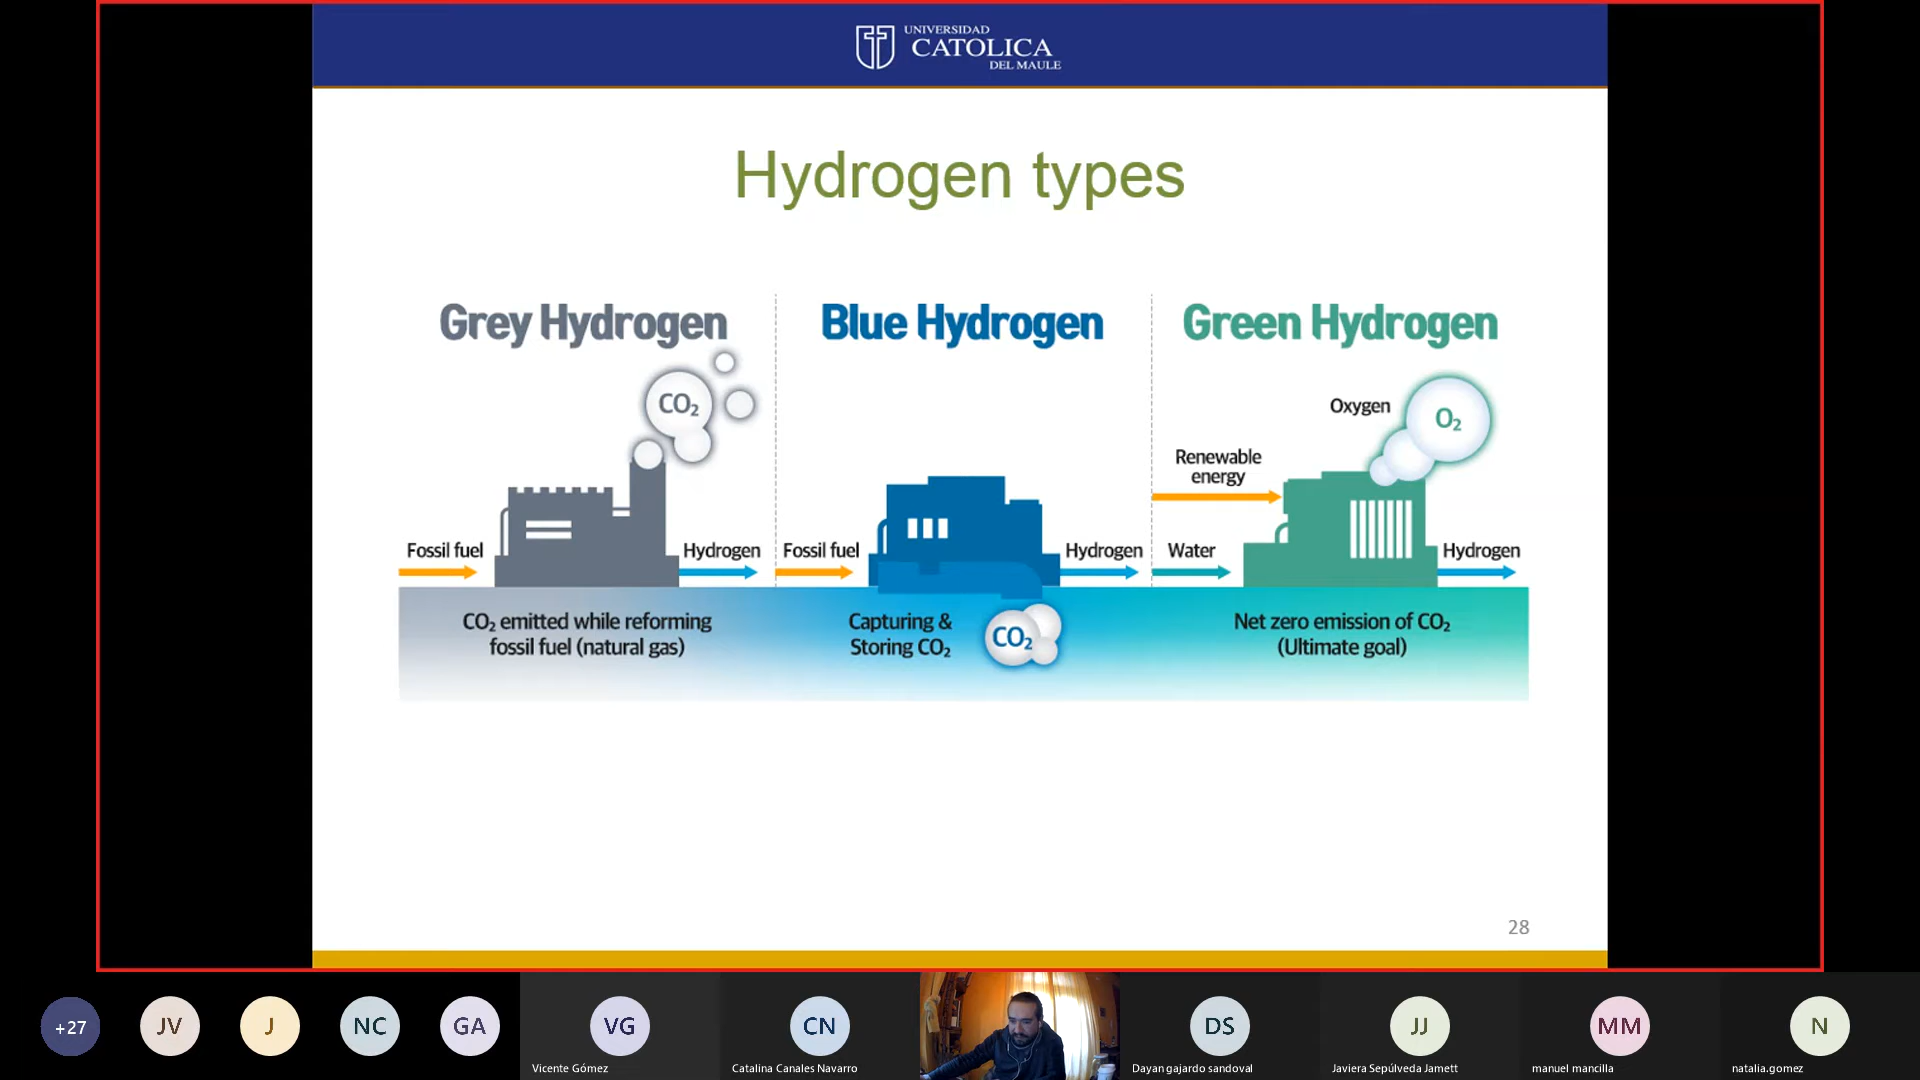 UNIVERSIDAD
CATOLICA
DEL MAULE
Hydrogen types
Grey Hydrogen
CO₂
Fossil fuel
Hydrogen
CO₂ emitted while reforming
fossil fuel (natural gas)
Blue Hydrogen
Fossil fuel
Hydrogen
Capturing &
Storing CO₂
CO₂
Green Hydrogen
Oxygen
O₂
Renewable
energy
Water
Hydrogen
Net zero emission of CO₂
(Ultimate goal)
28
+27
JV
J
NC
GA
VG
Vicente Gómez
CN
Catalina Canales Navarro
DS
Dayan gajardo sandoval
JJ
Javiera Sepúlveda Jamett
MM
manuel mancilla
N
natalia.gomez